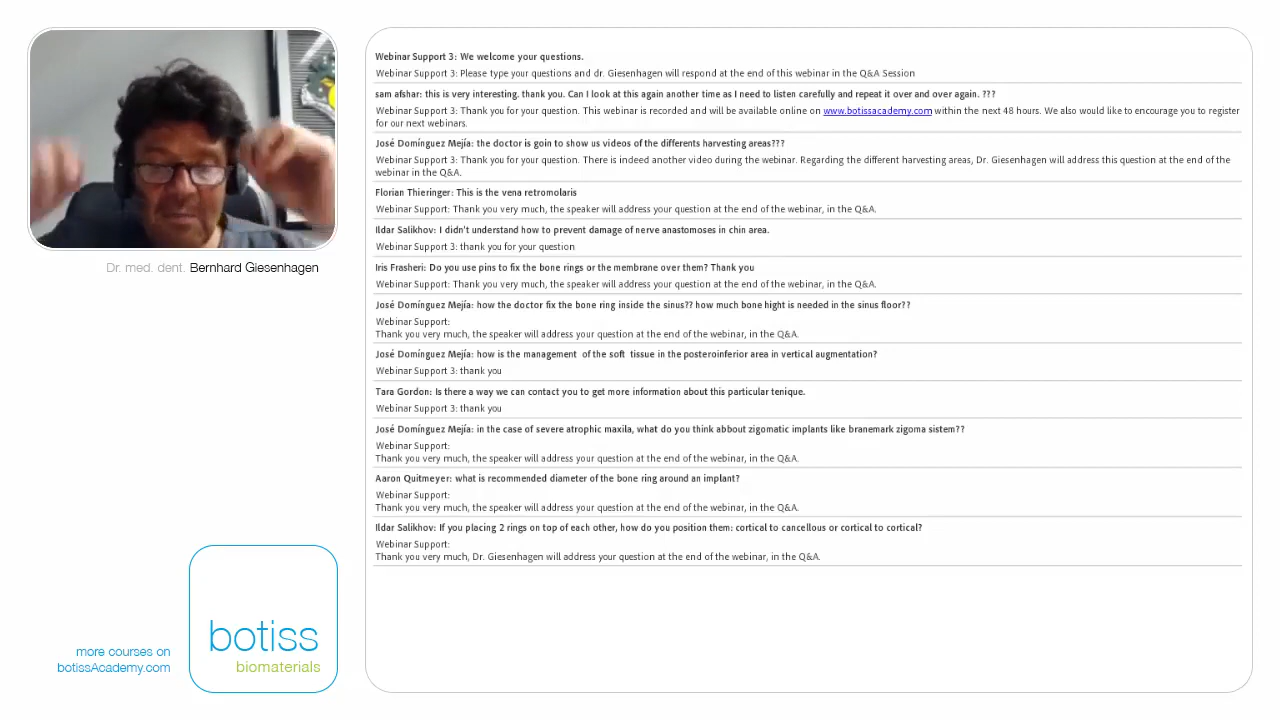 Webinar Support 3: We welcome your questions.
Webinar Support 3: Please type your questions and dr. Giesenhagen will respond at the end of this webinar in the Q&A Session
sam afshar: this is very interesting. thank you. Can I look at this again another time as I need to listen carefully and repeat it over and over again. ???
Webinar Support 3: Thank you for your question. This webinar is recorded and will be available online on www.botissacademy.com within the next 48 hours. We also would like to encourage you to register
for our next webinars.
José Domínguez Mejía: the doctor is goin to show us videos of the differents harvesting areas???
Webinar Support 3: Thank you for your question. There is indeed another video during the webinar. Regarding the different harvesting areas, Dr. Giesenhagen will address this question at the end of the
webinar in the Q&A.
Florian Thieringer: This is the vena retromolaris
Webinar Support: Thank you very much, the speaker will address your question at the end of the webinar, in the Q&A.
Ildar Salikhov: I didn't understand how to prevent damage of nerve anastomoses in chin area.
Webinar Support 3: thank you for your question
Iris Frasheri: Do you use pins to fix the bone rings or the membrane over them? Thank you
Webinar Support: Thank you very much, the speaker will address your question at the end of the webinar, in the Q&A.
José Domínguez Mejía: how the doctor fix the bone ring inside the sinus?? how much bone hight is needed in the sinus floor??
Webinar Support:
Thank you very much, the speaker will address your question at the end of the webinar, in the Q&A.
José Domínguez Mejía: how is the management of the soft tissue in the posteroinferior area in vertical augmentation?
Webinar Support 3: thank you
Tara Gordon: Is there a way we can contact you to get more information about this particular tenique.
Webinar Support 3: thank you
José Domínguez Mejía: in the case of severe atrophic maxila, what do you think abbout zigomatic implants like branemark zigoma sistem??
Webinar Support:
Thank you very much, the speaker will address your question at the end of the webinar, in the Q&A.
Aaron Quitmeyer: what is recommended diameter of the bone ring around an implant?
Webinar Support:
Thank you very much, the speaker will address your question at the end of the webinar, in the Q&A.
Ildar Salikhov: If you placing 2 rings on top of each other, how do you position them: cortical to cancellous or cortical to cortical?
Webinar Support:
Thank you very much, Dr. Giesenhagen will address your question at the end of the webinar, in the Q&A.
Dr. med. dent. Bernhard Giesenhagen
more courses on
botissAcademy.com
botiss
biomaterials